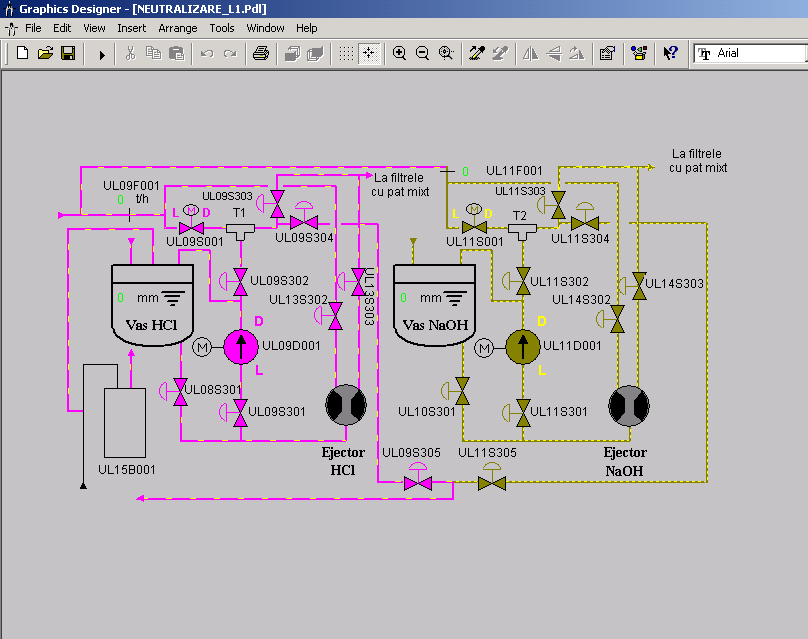 Graphics Designer - [NEUTRALIZARE_L1.Pdl]
File Edit View Insert Arrange Tools Window Help
Arial
La filtrele
cu pat mixt
La filtrele
cu pat mixt
UL09F001
0 t/h
UL09S303
0
UL11F001
UL11S303
L M D
T1
L M D
T2
UL09S001
UL09S304
UL11S001
UL11S304
UL09S302
UL13S302
UL13S303
UL11S302
UL14S302
UL14S303
0 mm
Vas HCl
0 mm
Vas NaOH
D
M
UL09D001
L
D
M
UL11D001
L
UL08S301
UL09S301
UL10S301
UL11S301
UL15B001
Ejector
HCl
UL09S305
UL11S305
Ejector
NaOH